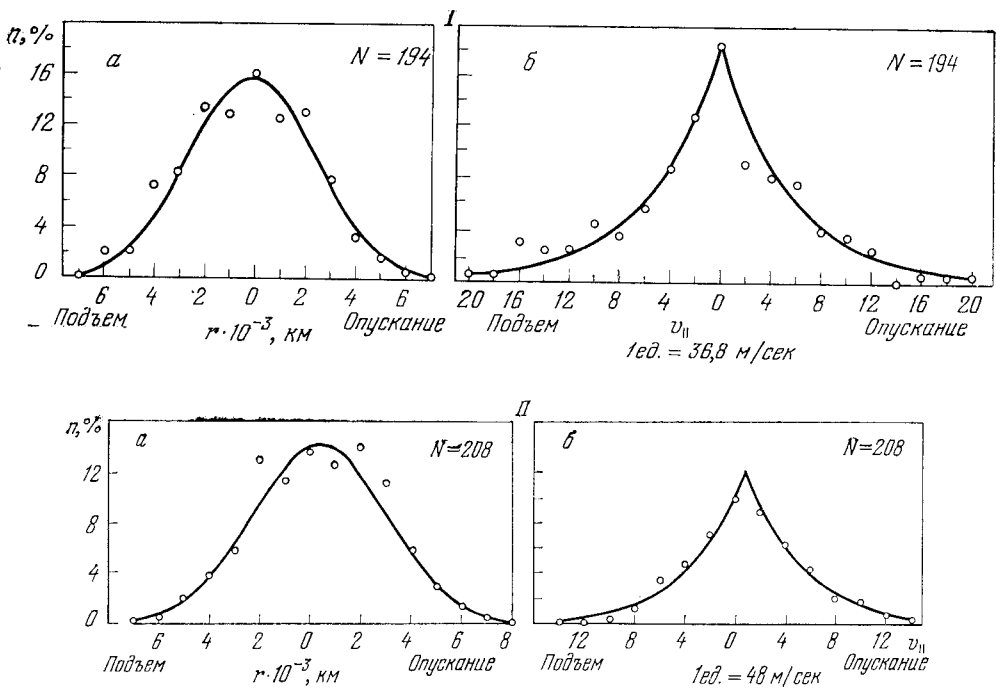 I
n,%
а
N = 194
16
12
8
4
0
6 4 2 0 2 4 6
Подъем
Опускание
r·10⁻³, км
б
N = 194
20 16 12 8 4 0 4 8 12 16 20
Подъем
v||
Опускание
1ед. = 36,8 м/сек
II
n,%
а
N=208
12
8
4
0
6 4 2 0 2 4 6 8
Подъем
Опускание
r·10⁻³, км
б
N=208
12 8 4 0 4 8 12 v||
Подъем
Опускание
1ед. = 48 м/сек